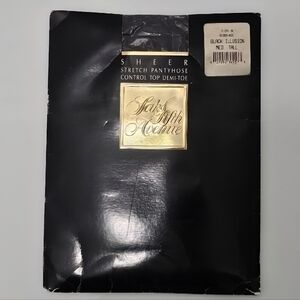 SHEER
STRETCH PANTYHOSE
CONTROL TOP DEMI-TOE
Saks
Fifth
Avenue
BLACK ILLUSION
MED TALL